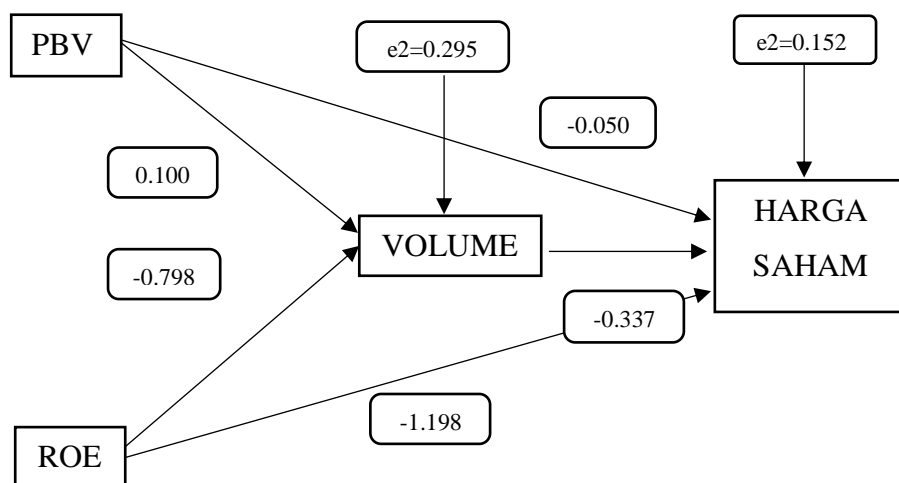 PBV
e2=0.295
e2=0.152
-0.050
0.100
HARGA
SAHAM
VOLUME
-0.798
-0.337
-1.198
ROE